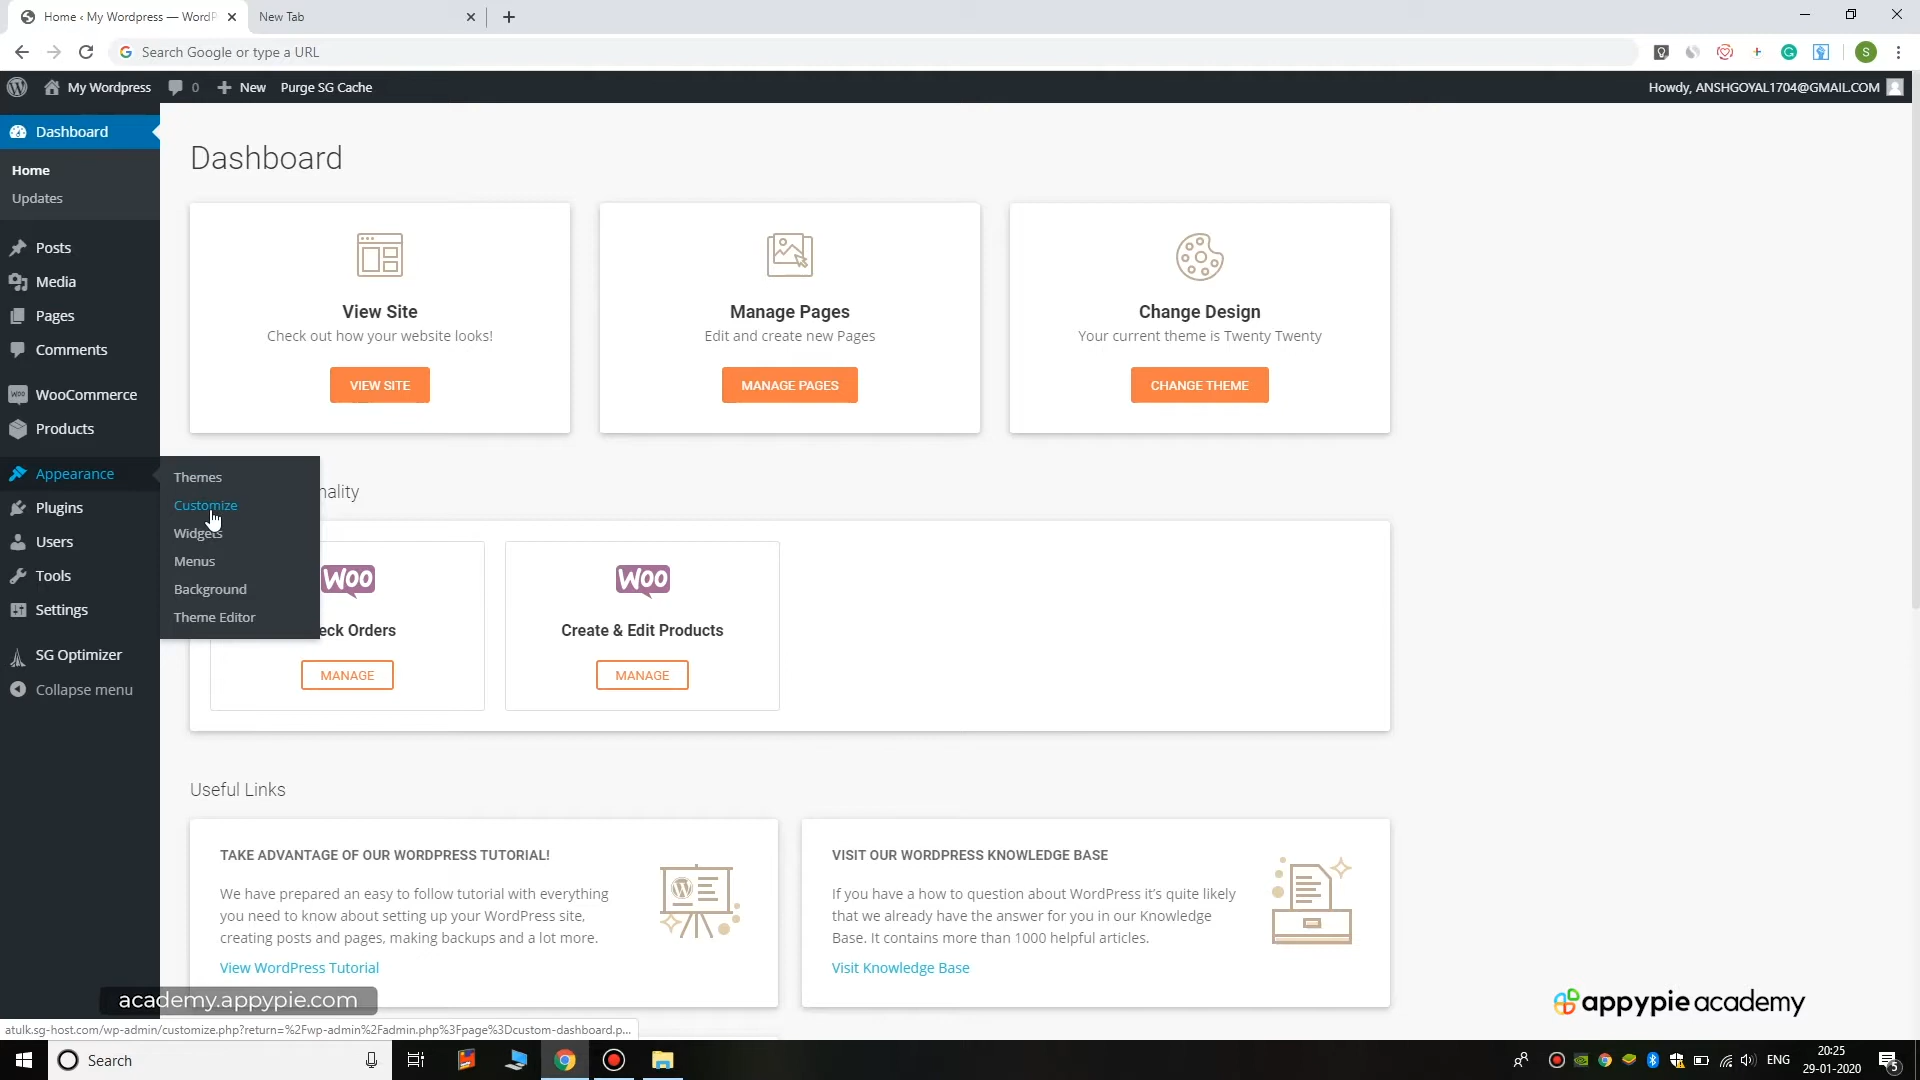 Home ‹ My Wordpress — WordP
New Tab
Search Google or type a URL
S
My Wordpress
0
New
Purge SG Cache
Howdy, ANSHGOYAL1704@GMAIL.COM
Dashboard
Home
Updates
Posts
Media
Pages
Comments
WooCommerce
Products
Appearance
Plugins
Users
Tools
Settings
SG Optimizer
Collapse menu
Themes
Customize
Widgets
Menus
Background
Theme Editor
Dashboard
View Site
Check out how your website looks!
VIEW SITE
Manage Pages
Edit and create new Pages
MANAGE PAGES
Change Design
Your current theme is Twenty Twenty
CHANGE THEME
nality
WOO
eck Orders
MANAGE
WOO
Create & Edit Products
MANAGE
Useful Links
TAKE ADVANTAGE OF OUR WORDPRESS TUTORIAL!
We have prepared an easy to follow tutorial with everything
you need to know about setting up your WordPress site,
creating posts and pages, making backups and a lot more.
View WordPress Tutorial
VISIT OUR WORDPRESS KNOWLEDGE BASE
If you have a how to question about WordPress it's quite likely
that we already have the answer for you in our Knowledge
Base. It contains more than 1000 helpful articles.
Visit Knowledge Base
academy.appypie.com
appypie academy
atulk.sg-host.com/wp-admin/customize.php?return=%2Fwp-admin%2Fadmin.php%3Fpage%3Dcustom-dashboard.p...
Search
ENG
20:25
29-01-2020
5